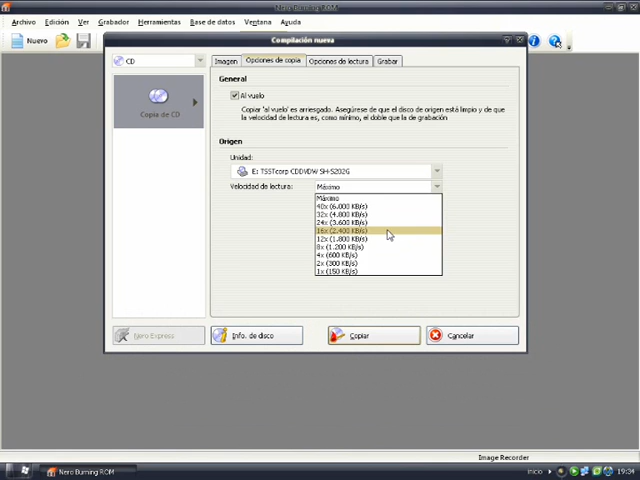 Nero Burning ROM
Archivo Edición Ver Grabador Herramientas Base de datos Ventana Ayuda
Nuevo
Compilación nueva
CD
Imagen Opciones de copia Opciones de lectura Grabar
Copia de CD
General
Al vuelo
Copiar 'al vuelo' es arriesgado. Asegúrese de que el disco de origen está limpio y de que
la velocidad de lectura es, como mínimo, el doble que la de grabación
Origen
Unidad:
E: TSSTcorp CDDVDW SH-S202G
Velocidad de lectura: Máximo
Máximo
40x (6.000 KB/s)
32x (4.800 KB/s)
24x (3.600 KB/s)
16x (2.400 KB/s)
12x (1.800 KB/s)
8x (1.200 KB/s)
4x (600 KB/s)
2x (300 KB/s)
1x (150 KB/s)
Nero Express Info. de disco Copiar Cancelar
Image Recorder
Nero Burning ROM Inicio 19:34